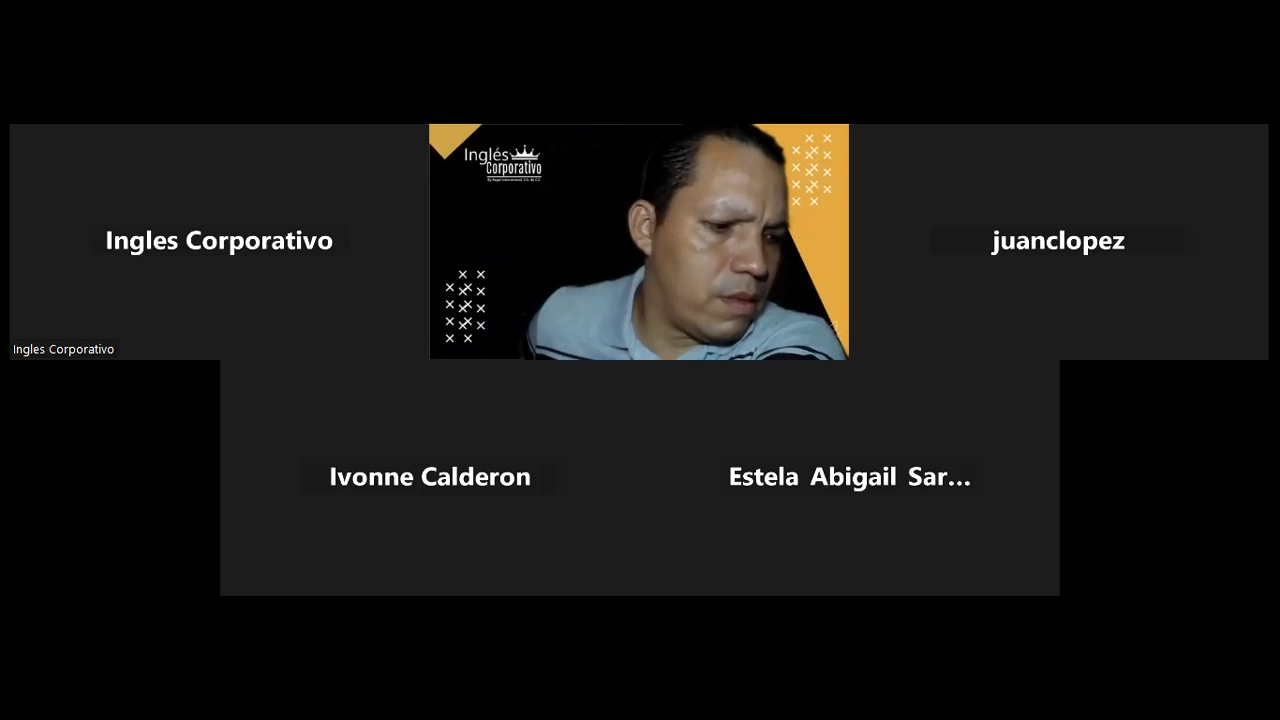 Ingles Corporativo
Ingles Corporativo
Inglés
Corporativo
juanclopez
Ivonne Calderon
Estela Abigail Sar...